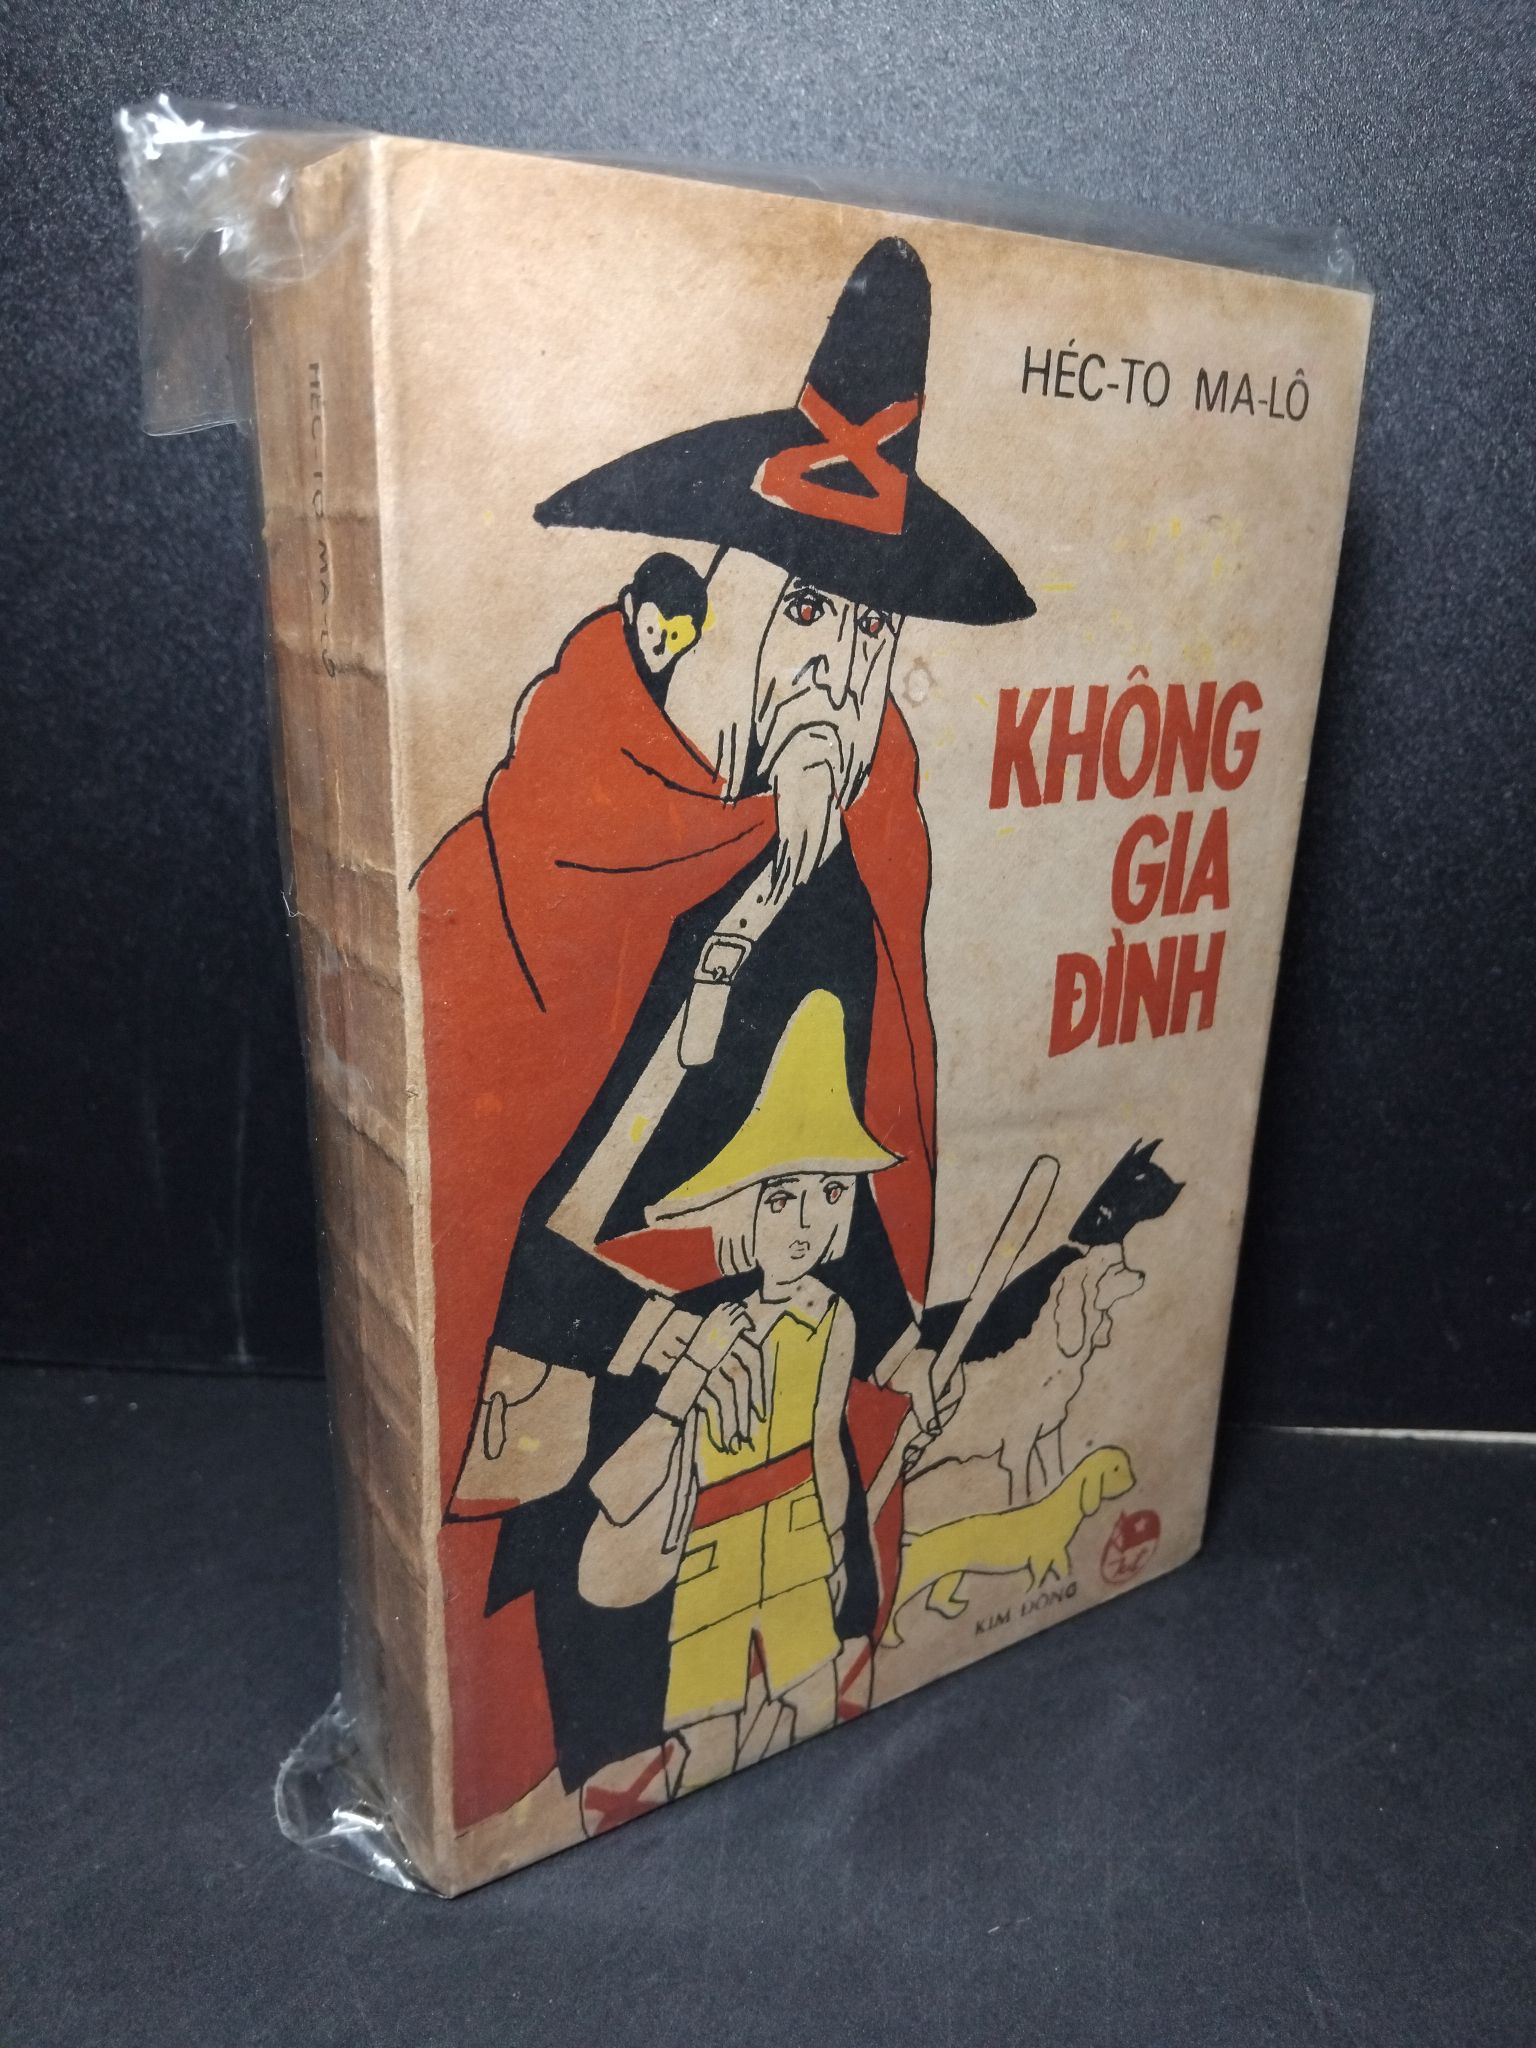 HÉC-TO MA-LÔ
HÉC-TO MA-LÔ
KHÔNG
GIA
ĐÌNH
KIM ĐỒNG